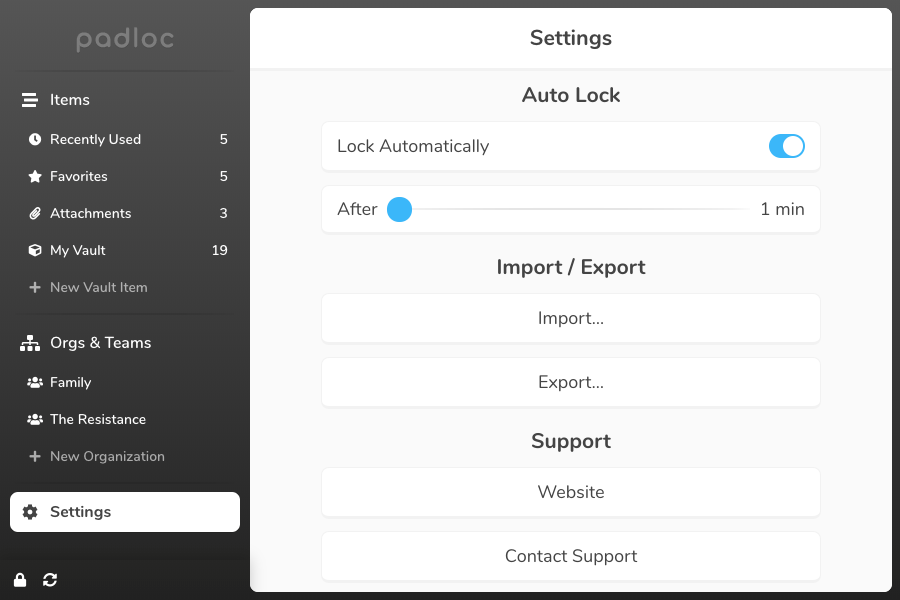 padloc
Items
Recently Used 5
Favorites 5
Attachments 3
My Vault 19
New Vault Item
Orgs & Teams
Family
The Resistance
New Organization
Settings
Settings
Auto Lock
Lock Automatically
After 1 min
Import / Export
Import...
Export...
Support
Website
Contact Support